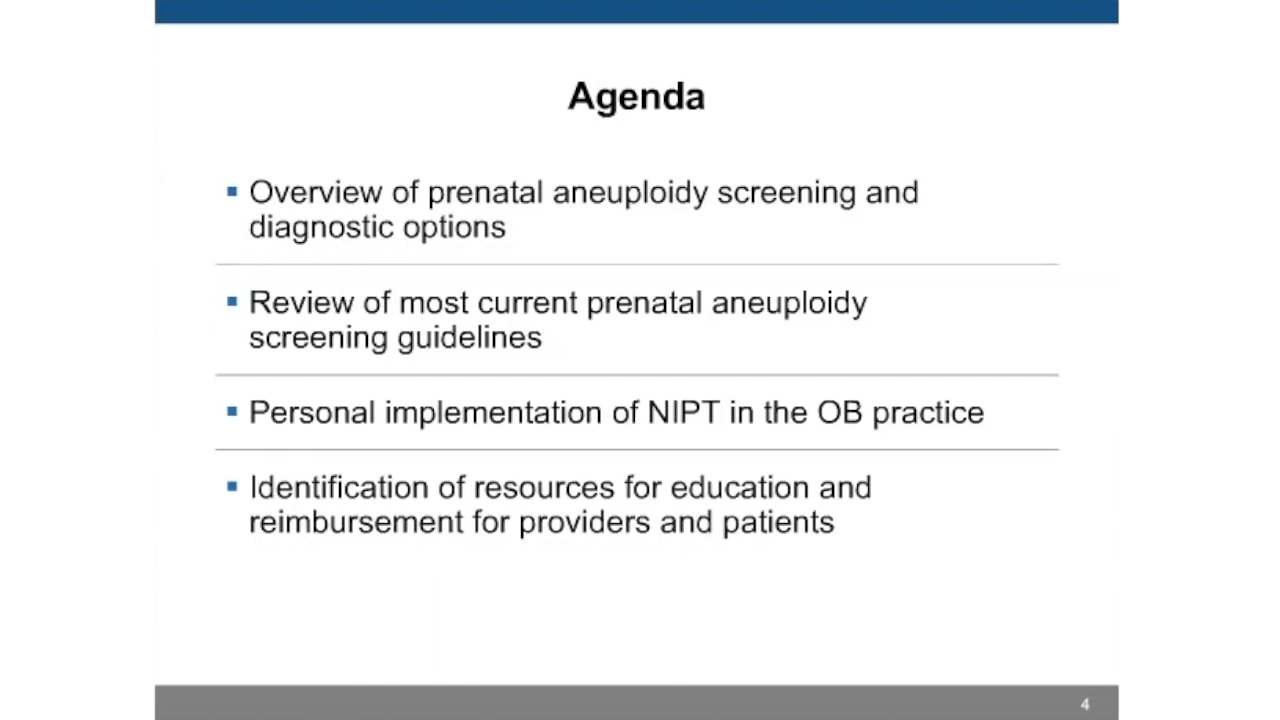 Agenda
▪ Overview of prenatal aneuploidy screening and
diagnostic options
▪ Review of most current prenatal aneuploidy
screening guidelines
▪ Personal implementation of NIPT in the OB practice
▪ Identification of resources for education and
reimbursement for providers and patients
4